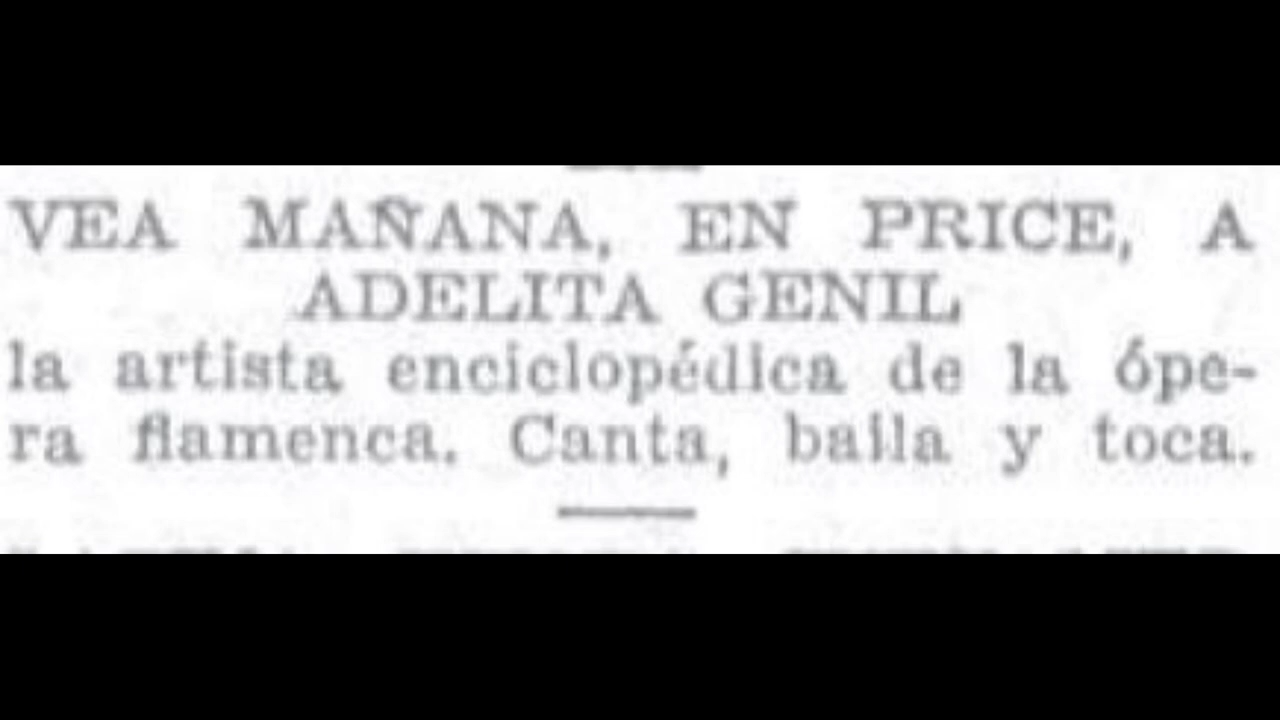 VEA MAÑANA, EN PRICE, A
ADELITA GENIL
la artista enciclopédica de la ópe-
ra flamenca. Canta, baila y toca.